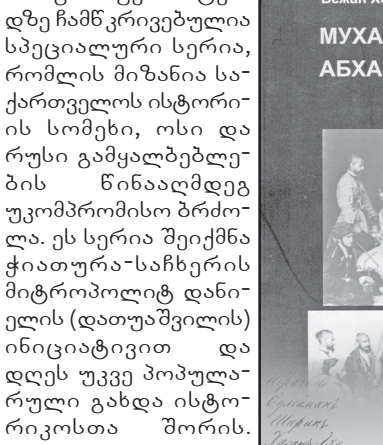 დზე ჩამწკრივებულია
სპეციალური სერია,
რომლის მიზანია სა-
ქართველოს ისტორი-
ის სომეხი, ოსი და
რუსი გამყალბებლე-
ბის წინააღმდეგ
უკომპრომისო ბრძო-
ლა. ეს სერია შეიქმნა
ჭიათურა-საჩხერის
მიტროპოლიტ დანი-
ელის (დათუაშვილის)
ინიციატივით და
დღეს უკვე პოპულა-
რული გახდა ისტო-
რიკოსთა შორის.
МУХА
АБХА